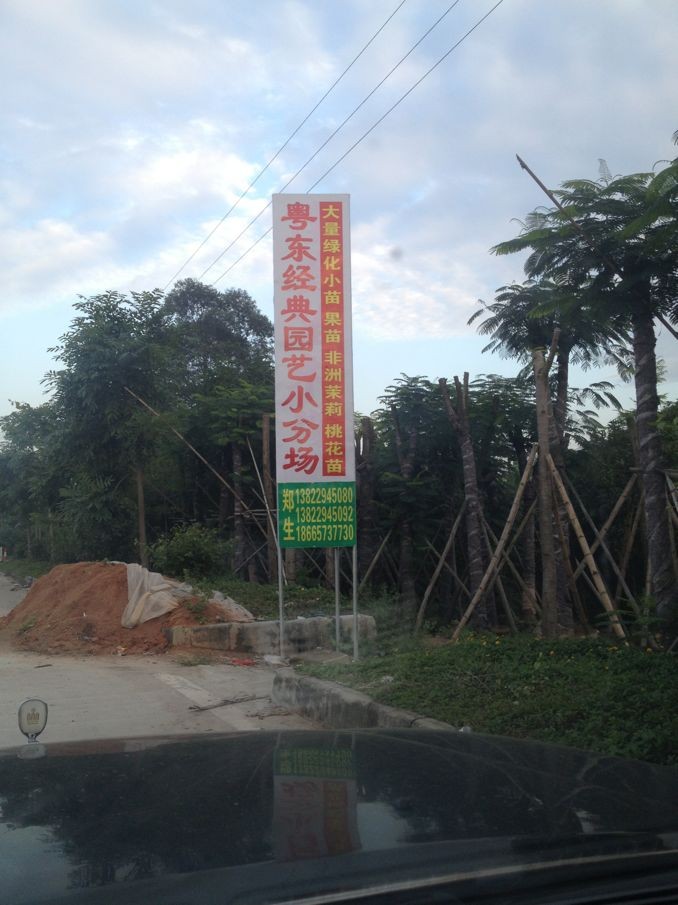 粤东经典园艺小分场
大量绿化小苗 果苗 非洲茉莉 桃花苗
郑生
13822945080
13822945092
18665737730